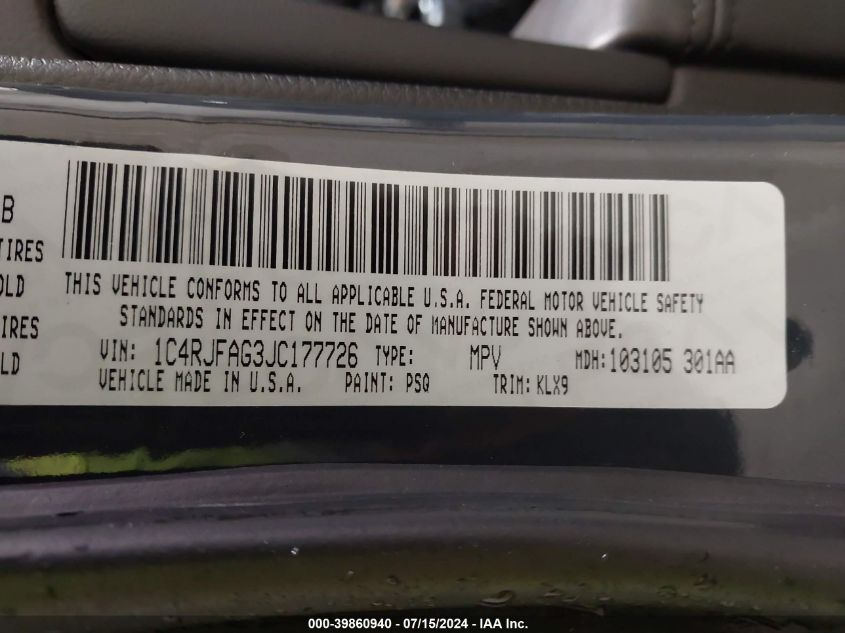 B
TIRES
OLD
IRES
LD
THIS VEHICLE CONFORMS TO ALL APPLICABLE U.S.A. FEDERAL MOTOR VEHICLE SAFETY
STANDARDS IN EFFECT ON THE DATE OF MANUFACTURE SHOWN ABOVE.
VIN: 1C4RJFAG3JC177726 TYPE: MPV MDH:103105 301AA
VEHICLE MADE IN U.S.A. PAINT: PSQ TRIM: KLX9
000-39860940 - 07/15/2024 - IAA Inc.